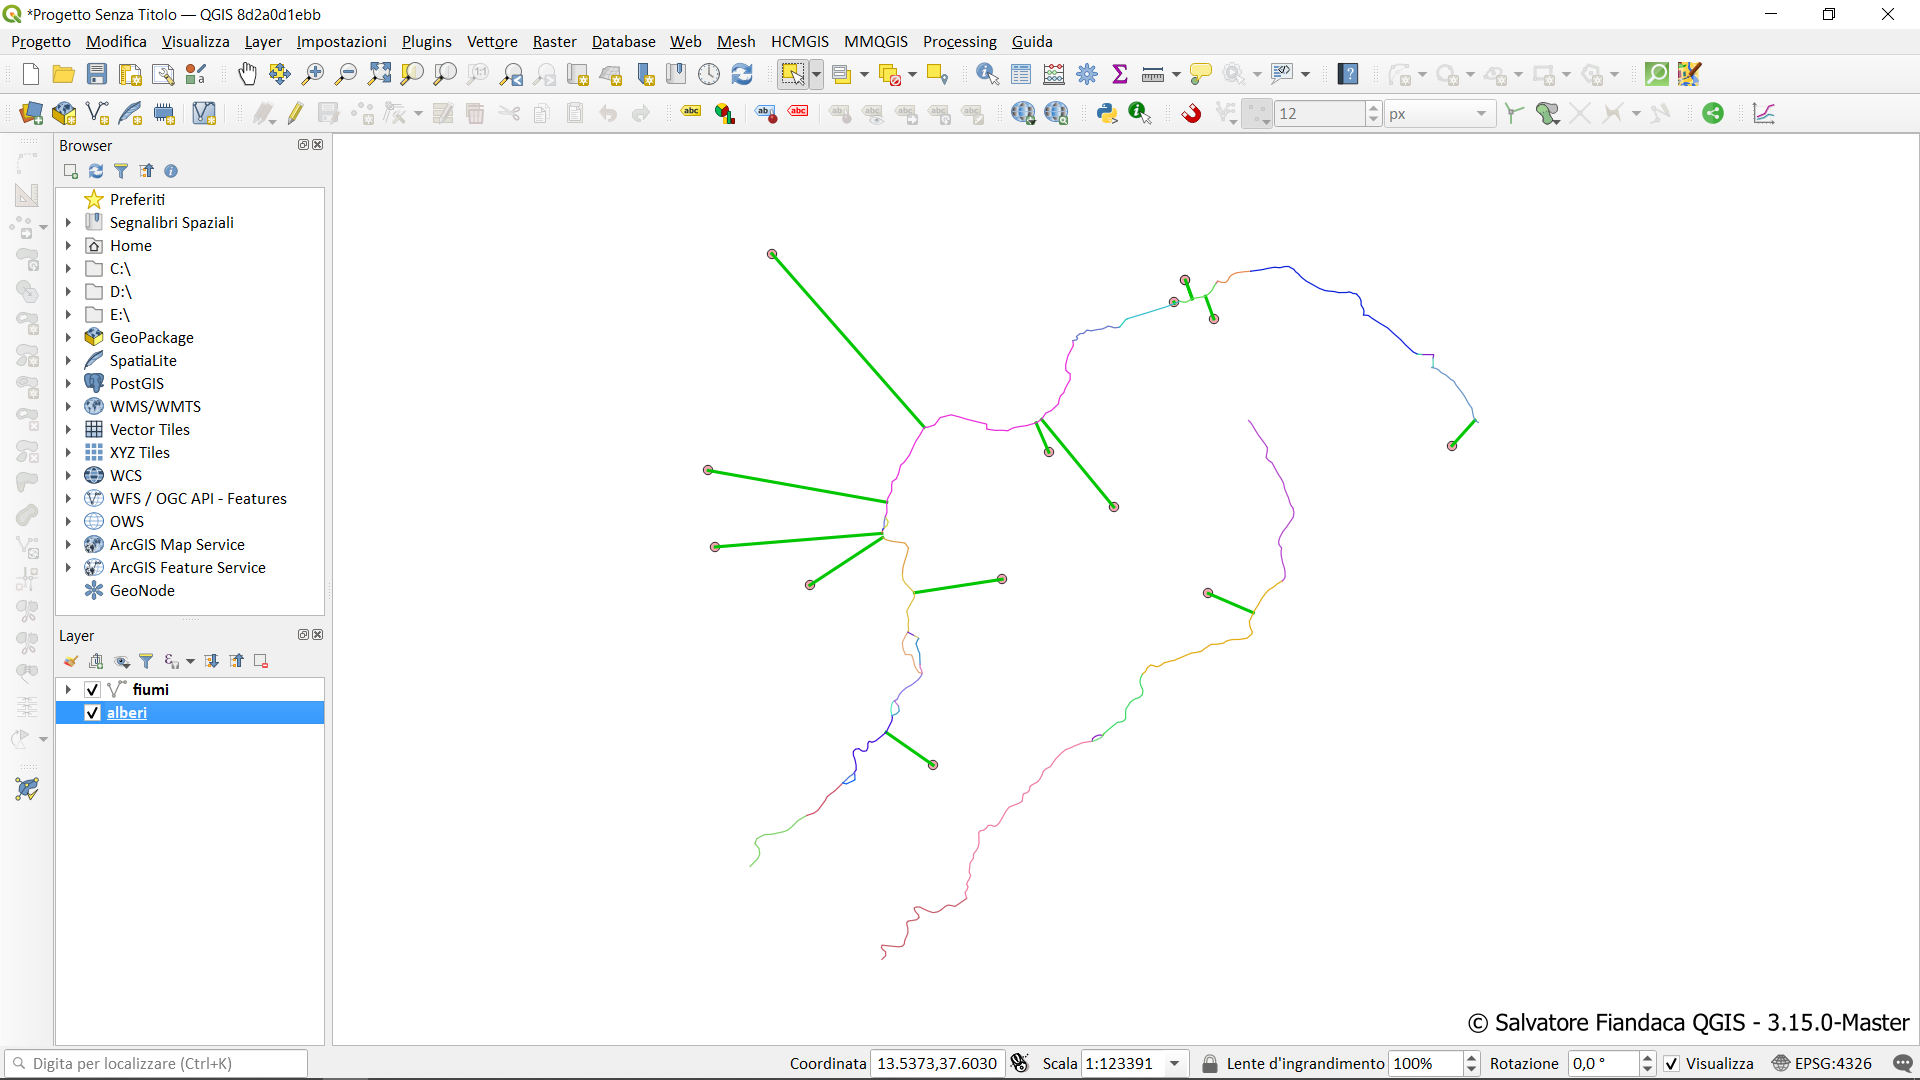 *Progetto Senza Titolo — QGIS 8d2a0d1ebb
Progetto Modifica Visualizza Layer Impostazioni Plugins Vettore Raster Database Web Mesh HCMGIS MMQGIS Processing Guida
12 px
Browser
Preferiti
Segnalibri Spaziali
Home
C:\
D:\
E:\
GeoPackage
SpatiaLite
PostGIS
WMS/WMTS
Vector Tiles
XYZ Tiles
WCS
WFS / OGC API - Features
OWS
ArcGIS Map Service
ArcGIS Feature Service
GeoNode
Layer
fiumi
alberi
© Salvatore Fiandaca QGIS - 3.15.0-Master
Digita per localizzare (Ctrl+K) Coordinata 13.5373,37.6030 Scala 1:123391 Lente d'ingrandimento 100% Rotazione 0,0 ° Visualizza EPSG:4326